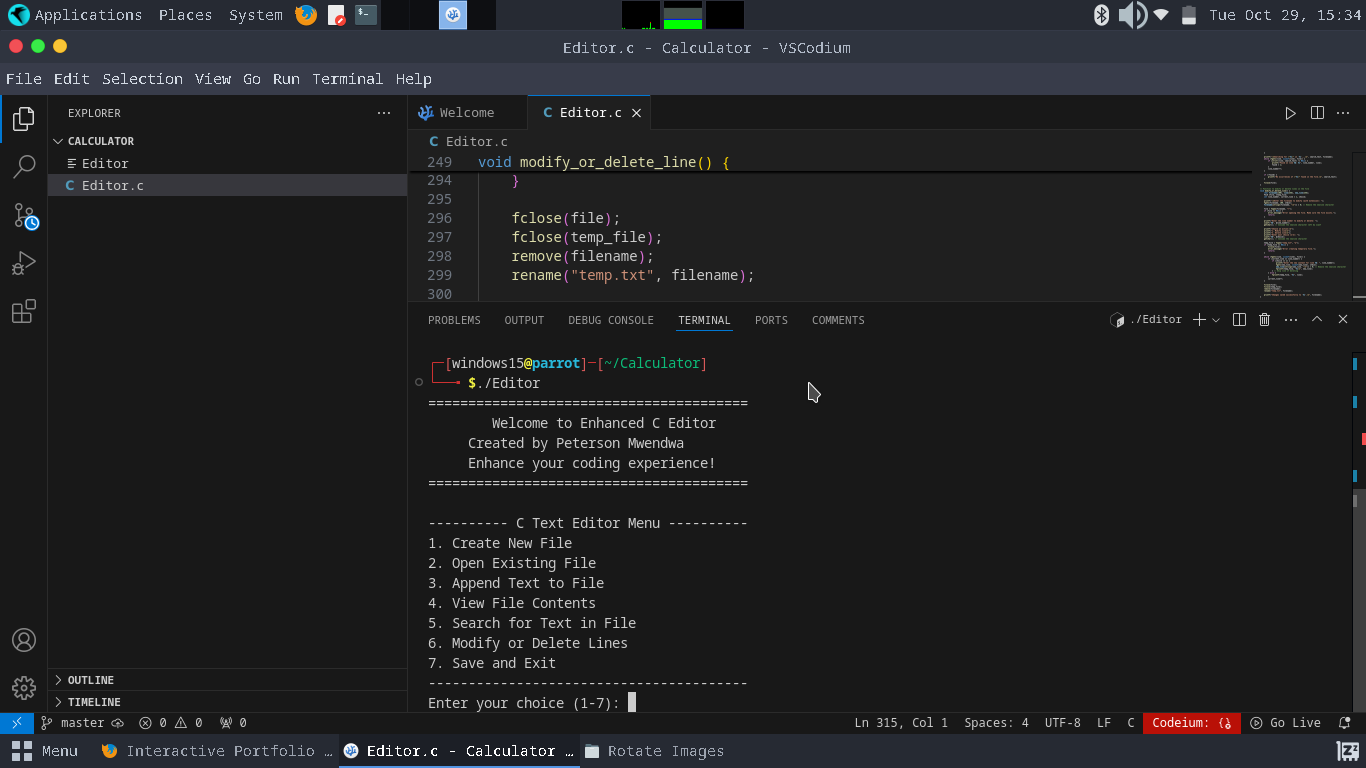 Applications Places System Tue Oct 29, 15:34
Editor.c - Calculator - VSCodium
File Edit Selection View Go Run Terminal Help
EXPLORER
CALCULATOR
Editor
C Editor.c
OUTLINE
TIMELINE
Welcome C Editor.c
C Editor.c
249 void modify_or_delete_line() {
294 }
295
296 fclose(file);
297 fclose(temp_file);
298 remove(filename);
299 rename("temp.txt", filename);
300
PROBLEMS OUTPUT DEBUG CONSOLE TERMINAL PORTS COMMENTS ./Editor
┌─[windows15@parrot]─[~/Calculator]
└──╼ $./Editor
========================================
Welcome to Enhanced C Editor
Created by Peterson Mwendwa
Enhance your coding experience!
========================================
---------- C Text Editor Menu ----------
1. Create New File
2. Open Existing File
3. Append Text to File
4. View File Contents
5. Search for Text in File
6. Modify or Delete Lines
7. Save and Exit
----------------------------------------
Enter your choice (1-7):
master 0 0 0 Ln 315, Col 1 Spaces: 4 UTF-8 LF C Codeium: {} Go Live
Menu Interactive Portfolio … Editor.c - Calculator … Rotate Images